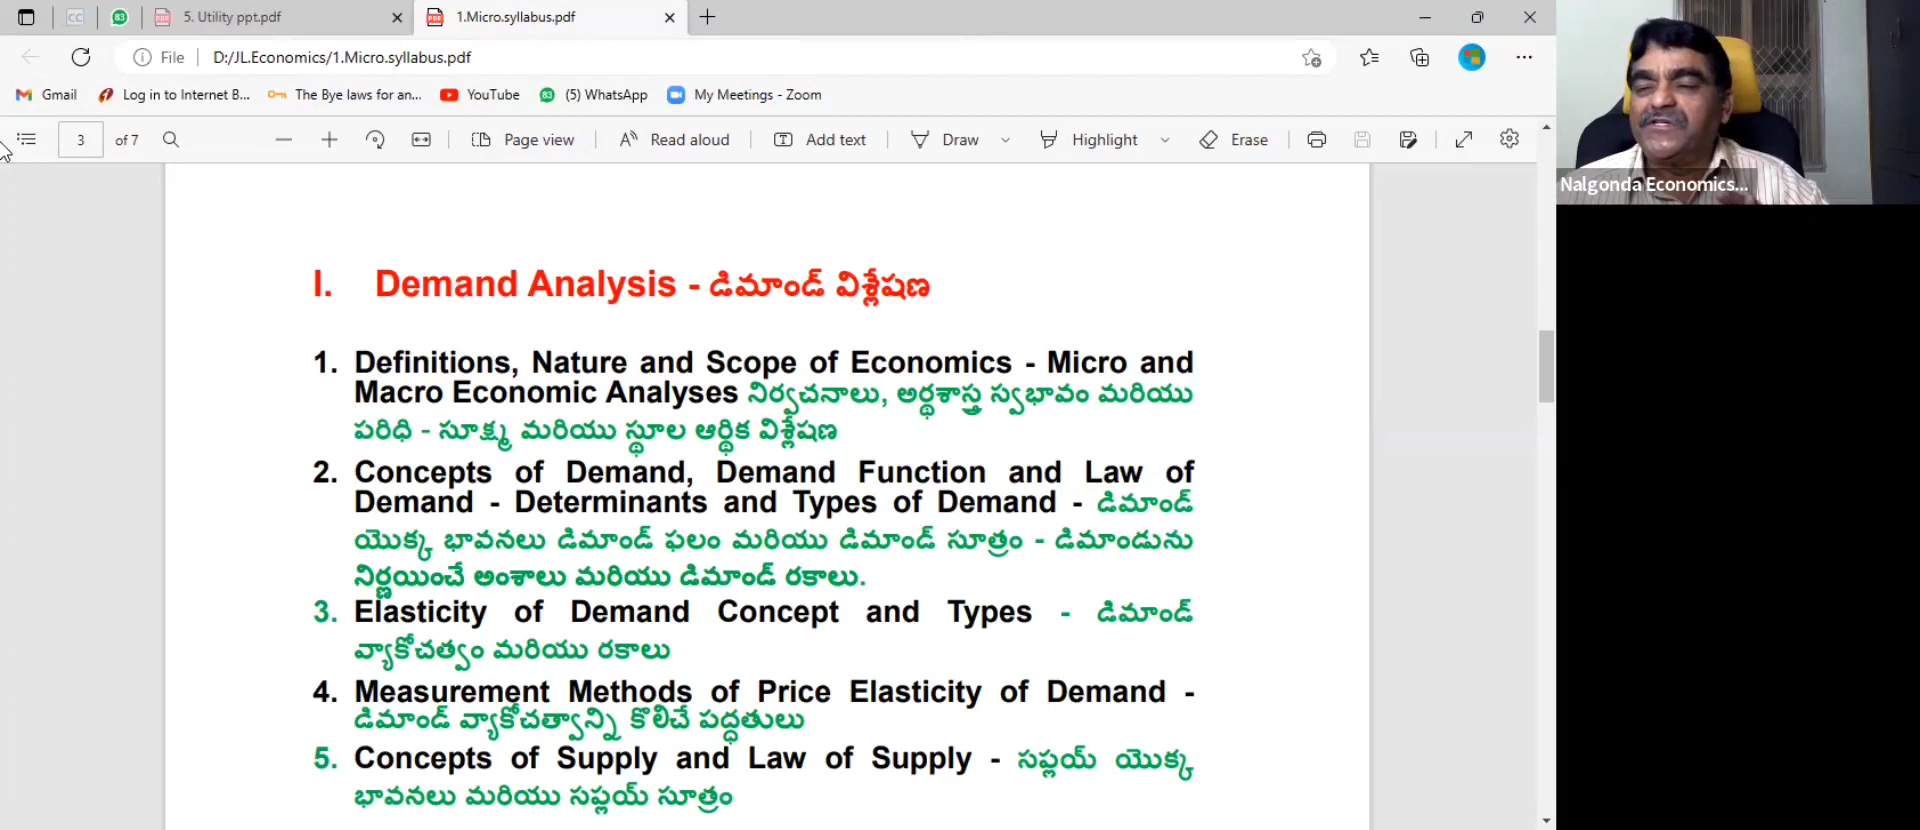 CC
83
5. Utility ppt.pdf
1.Micro.syllabus.pdf
File
D:/JL.Economics/1.Micro.syllabus.pdf
Gmail
Log in to Internet B...
The Bye laws for an...
YouTube
(5) WhatsApp
My Meetings - Zoom
3 of 7
Page view
Read aloud
Add text
Draw
Highlight
Erase
Nalgonda Economics...
I. Demand Analysis - డిమాండ్ విశ్లేషణ
1. Definitions, Nature and Scope of Economics - Micro and
Macro Economic Analyses నిర్వచనాలు, అర్థశాస్త్ర స్వభావం మరియు
పరిధి - సూక్ష్మ మరియు స్థూల ఆర్థిక విశ్లేషణ
2. Concepts of Demand, Demand Function and Law of
Demand - Determinants and Types of Demand - డిమాండ్
యొక్క భావనలు డిమాండ్ ఫలం మరియు డిమాండ్ సూత్రం - డిమాండును
నిర్ణయించే అంశాలు మరియు డిమాండ్ రకాలు.
3. Elasticity of Demand Concept and Types - డిమాండ్
వ్యాకోచత్వం మరియు రకాలు
4. Measurement Methods of Price Elasticity of Demand -
డిమాండ్ వ్యాకోచత్వాన్ని కొలిచే పద్ధతులు
5. Concepts of Supply and Law of Supply - సప్లయ్ యొక్క
భావనలు మరియు సప్లయ్ సూత్రం